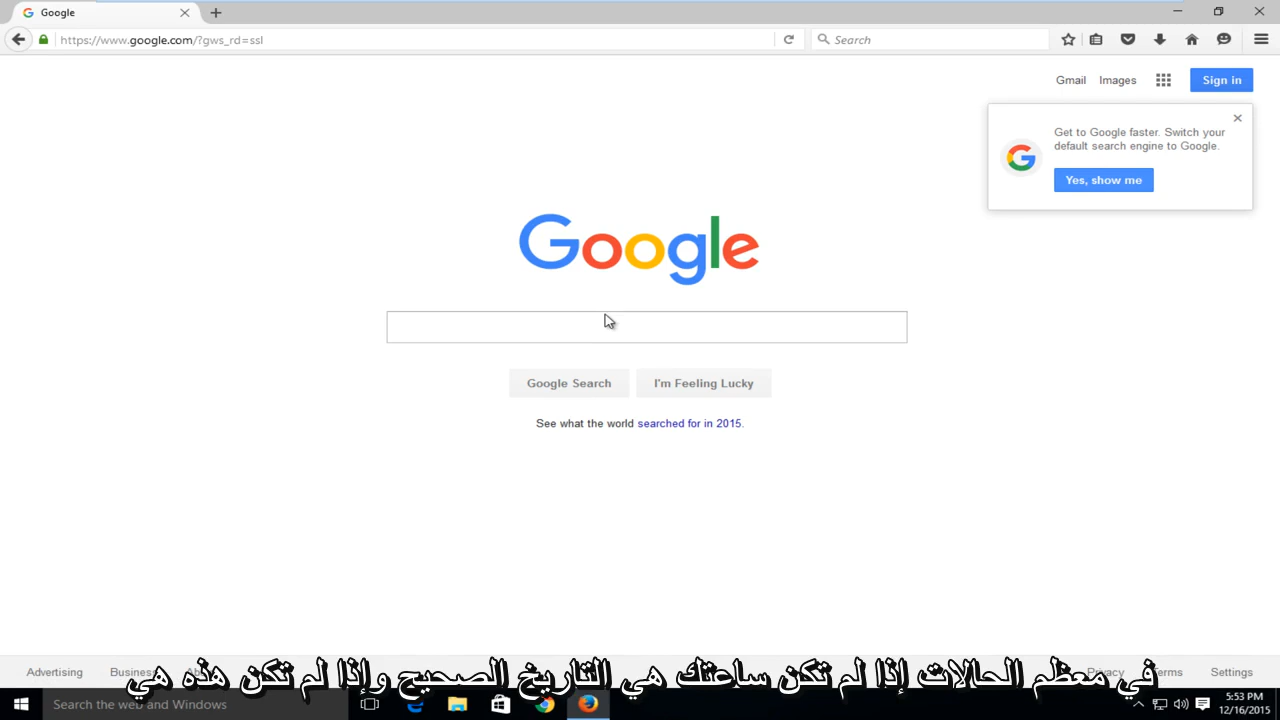 Google
https://www.google.com/?gws_rd=ssl
Search
Gmail Images Sign in
Get to Google faster. Switch your
default search engine to Google.
Yes, show me
Google
Google Search I'm Feeling Lucky
See what the world searched for in 2015.
Advertising Business Privacy Terms Settings
في معظم الحالات إذا لم تكن ساعتك هي التاريخ الصحيح وإذا لم تكن هذه هي
Search the web and Windows
5:53 PM
12/16/2015